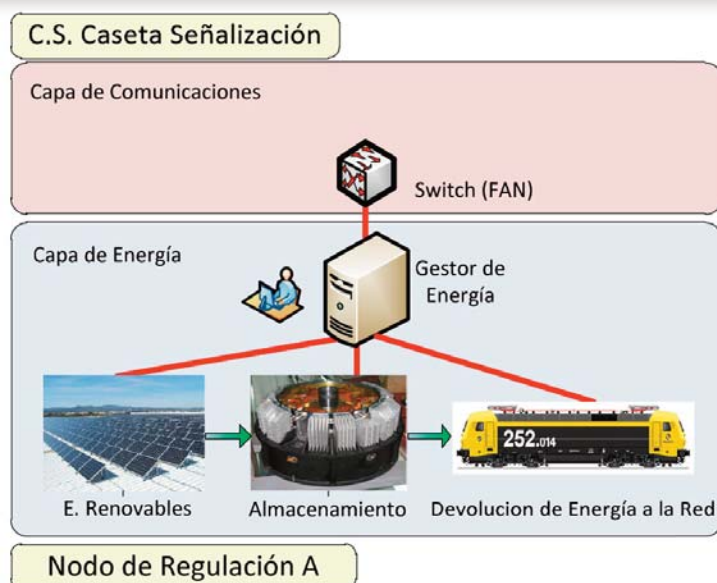 C.S. Caseta Señalización
Capa de Comunicaciones
Switch (FAN)
Capa de Energía
Gestor de
Energía
252.014
E. Renovables
Almacenamiento
Devolucion de Energía a la Red
Nodo de Regulación A